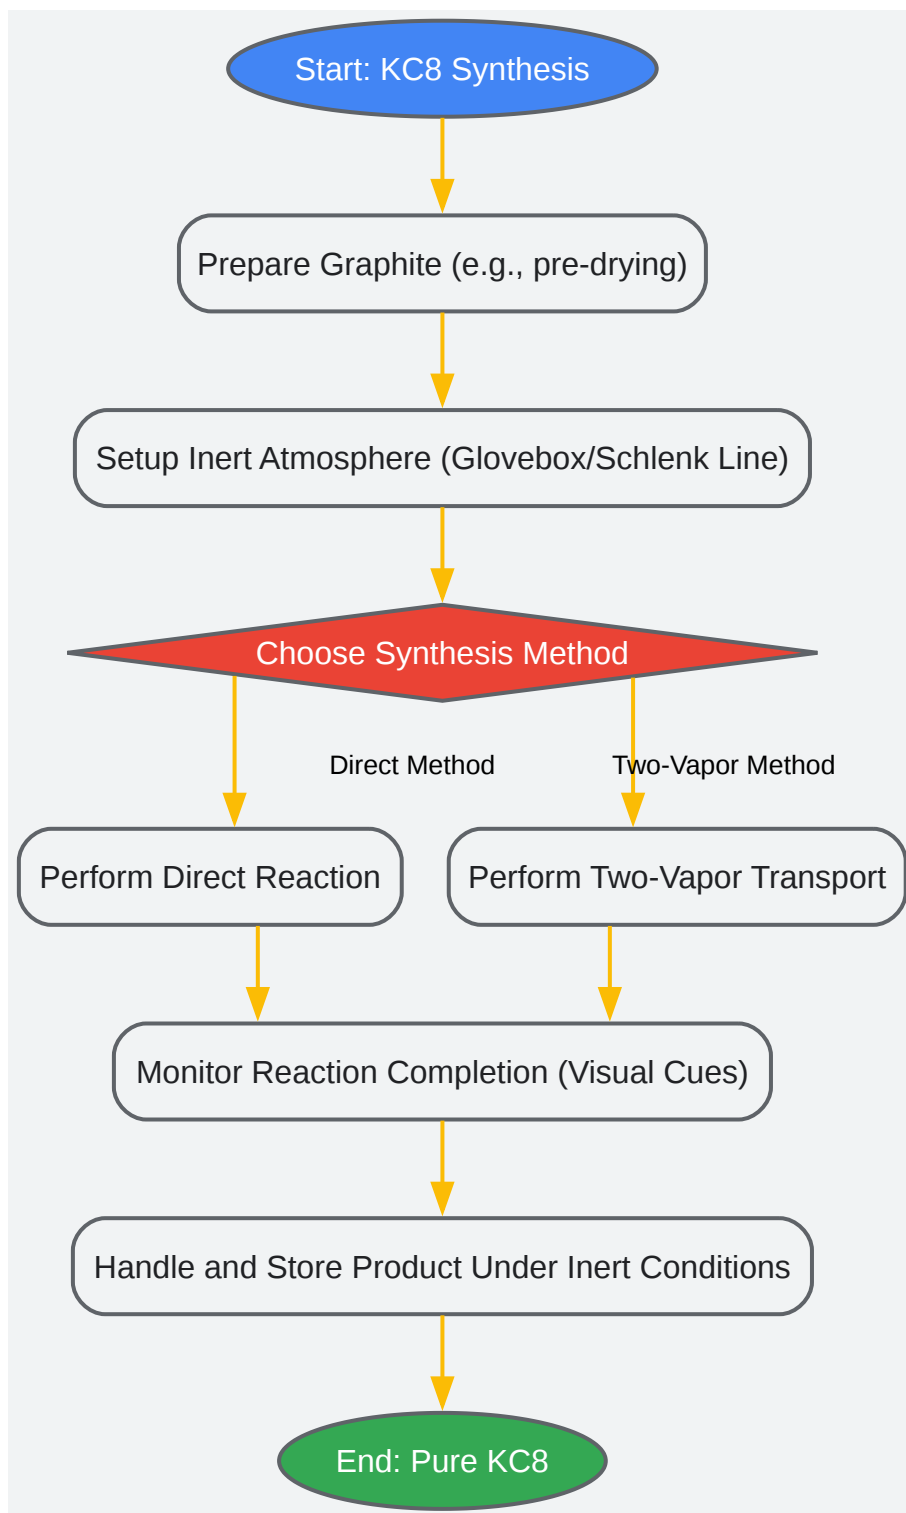 Start: KC8 Synthesis
Prepare Graphite (e.g., pre-drying)
Setup Inert Atmosphere (Glovebox/Schlenk Line)
Choose Synthesis Method
Direct Method
Two-Vapor Method
Perform Direct Reaction
Perform Two-Vapor Transport
Monitor Reaction Completion (Visual Cues)
Handle and Store Product Under Inert Conditions
End: Pure KC8